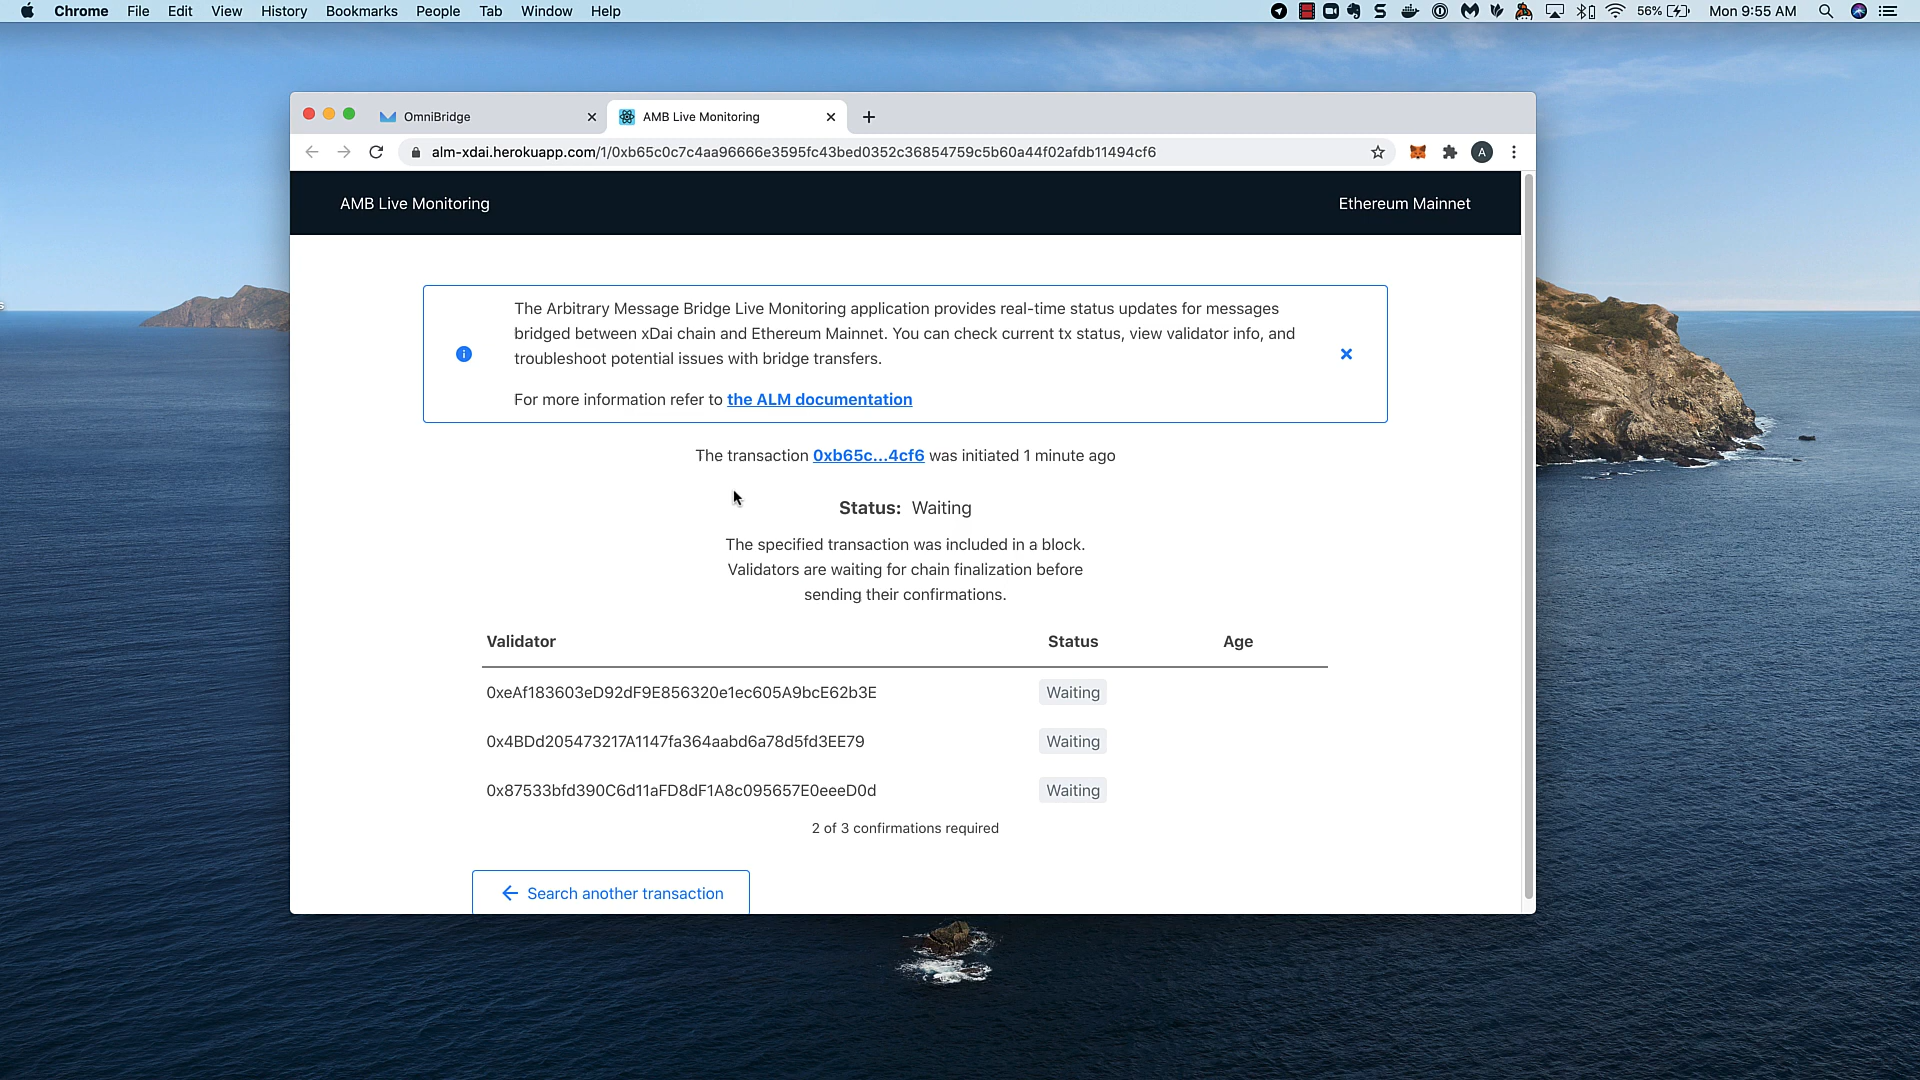 Chrome File Edit View History Bookmarks People Tab Window Help
56% Mon 9:55 AM
OmniBridge
AMB Live Monitoring
alm-xdai.herokuapp.com/1/0xb65c0c7c4aa96666e3595fc43bed0352c36854759c5b60a44f02afdb11494cf6
A
AMB Live Monitoring
Ethereum Mainnet
The Arbitrary Message Bridge Live Monitoring application provides real-time status updates for messages
bridged between xDai chain and Ethereum Mainnet. You can check current tx status, view validator info, and
troubleshoot potential issues with bridge transfers.
For more information refer to the ALM documentation
The transaction 0xb65c...4cf6 was initiated 1 minute ago
Status: Waiting
The specified transaction was included in a block.
Validators are waiting for chain finalization before
sending their confirmations.
Validator Status Age
0xeAf183603eD92dF9E856320e1ec605A9bcE62b3E Waiting
0x4BDd205473217A1147fa364aabd6a78d5fd3EE79 Waiting
0x87533bfd390C6d11aFD8dF1A8c095657E0eeeD0d Waiting
2 of 3 confirmations required
← Search another transaction